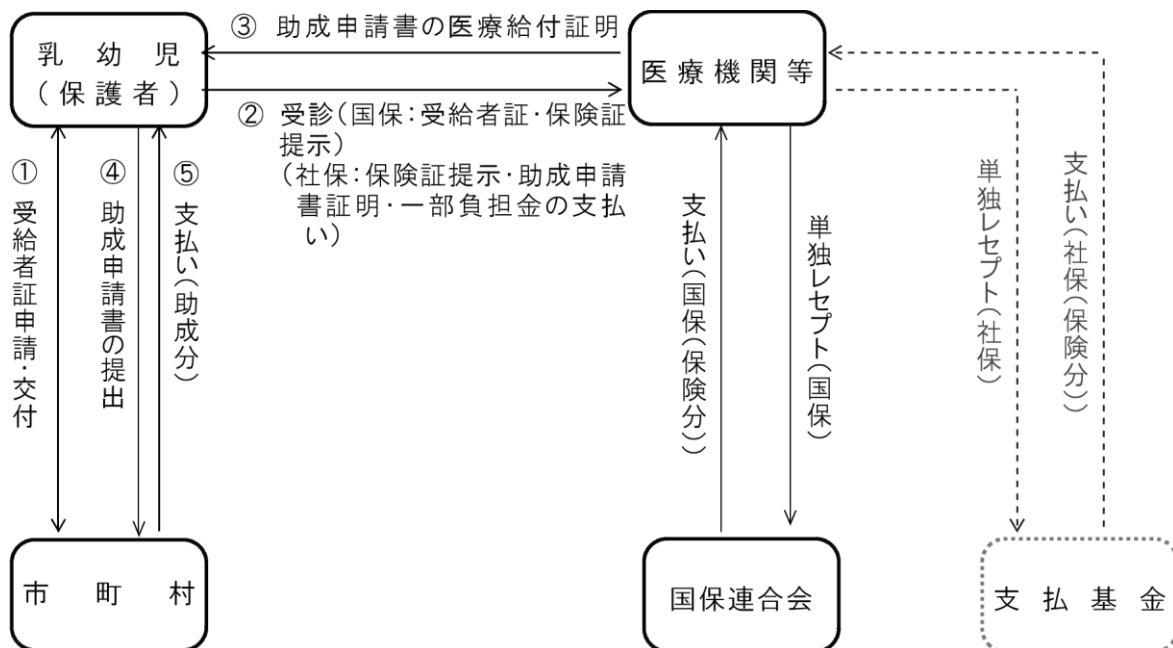 乳幼児
(保護者)
③ 助成申請書の医療給付証明
医療機関等
② 受診(国保:受給者証・保険証
提示)
(社保:保険証提示・助成申請
書証明・一部負担金の支払
い)
① 受給者証申請・交付
④ 助成申請書の提出
⑤ 支払い(助成分)
支払い(国保(保険分))
単独レセプト(国保)
単独レセプト(社保)
支払い(社保(保険分))
市町村
国保連合会
支払基金